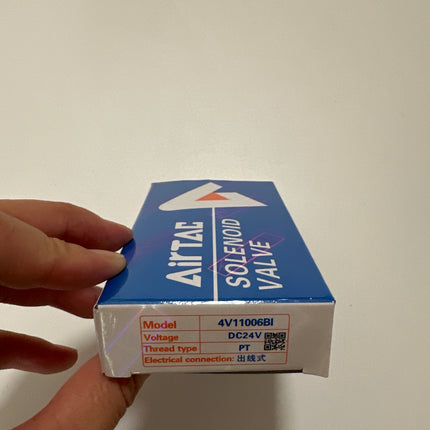 AirTAC
SOLENOID
VALVE
Model 4V11006BI
Voltage DC24V
Thread type PT
Electrical connection: 出线式